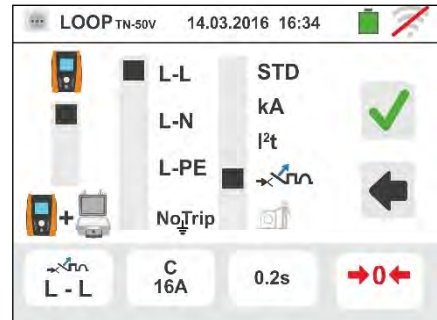 LOOP TN-50V 14.03.2016 16:34
L-L STD
L-N kA
I²t
L-PE
NoTrip
L - L
C
16A
0.2s
→0←